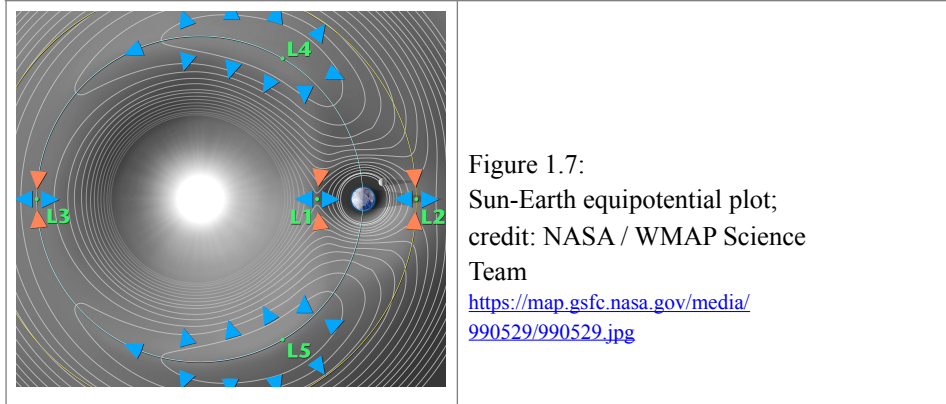 L4
L3
L1
L2
L5
Figure 1.7:
Sun-Earth equipotential plot;
credit: NASA / WMAP Science
Team
https://map.gsfc.nasa.gov/media/
990529/990529.jpg